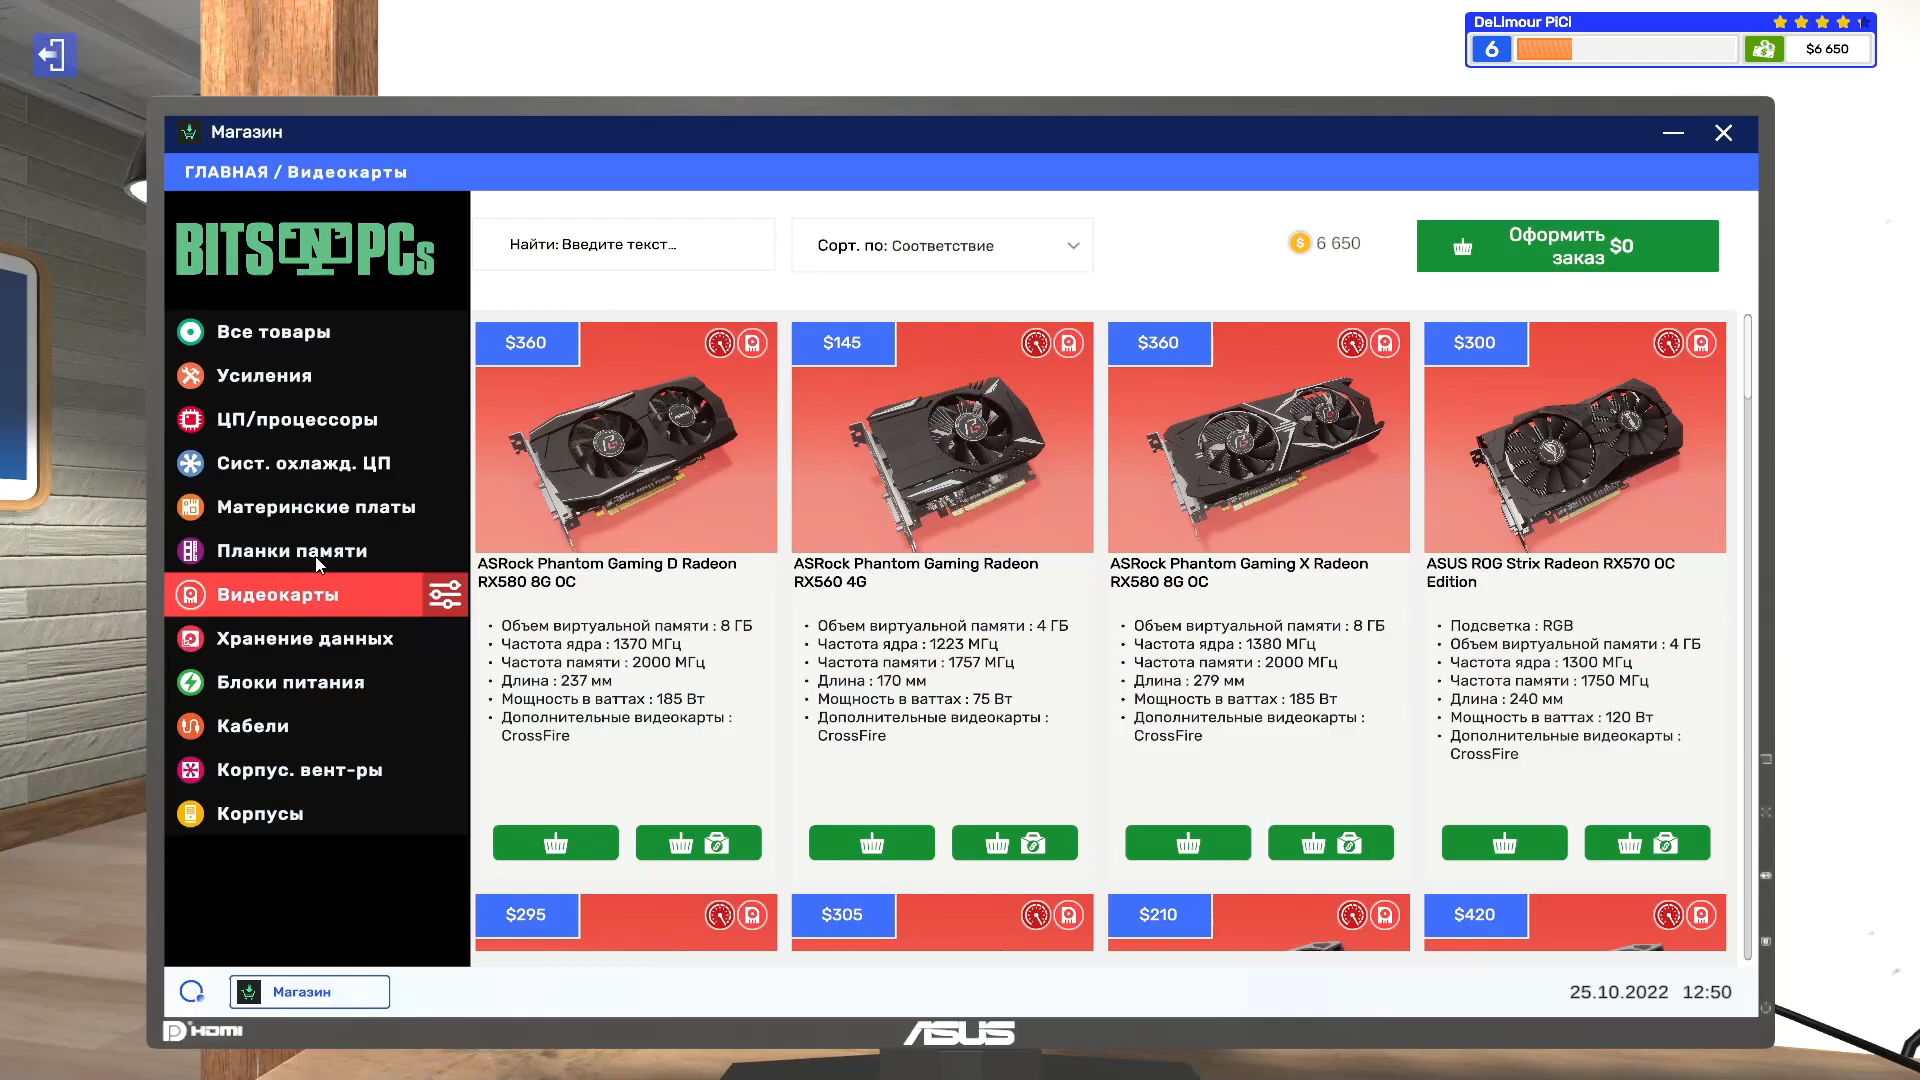 DeLimour PiCi
6
$6 650
Магазин
ГЛАВНАЯ / Видеокарты
BITS N PCs
Найти: Введите текст...
Сорт. по: Соответствие
$ 6 650
Оформить
заказ $0
Все товары
Усиления
ЦП/процессоры
Сист. охлажд. ЦП
Материнские платы
Планки памяти
Видеокарты
Хранение данных
Блоки питания
Кабели
Корпус. вент-ры
Корпусы
$360
ASRock Phantom Gaming D Radeon
RX580 8G OC
• Объем виртуальной памяти : 8 ГБ
• Частота ядра : 1370 МГц
• Частота памяти : 2000 МГц
• Длина : 237 мм
• Мощность в ваттах : 185 Вт
• Дополнительные видеокарты :
CrossFire
$145
ASRock Phantom Gaming Radeon
RX560 4G
• Объем виртуальной памяти : 4 ГБ
• Частота ядра : 1223 МГц
• Частота памяти : 1757 МГц
• Длина : 170 мм
• Мощность в ваттах : 75 Вт
• Дополнительные видеокарты :
CrossFire
$360
ASRock Phantom Gaming X Radeon
RX580 8G OC
• Объем виртуальной памяти : 8 ГБ
• Частота ядра : 1380 МГц
• Частота памяти : 2000 МГц
• Длина : 279 мм
• Мощность в ваттах : 185 Вт
• Дополнительные видеокарты :
CrossFire
$300
ASUS ROG Strix Radeon RX570 OC
Edition
• Подсветка : RGB
• Объем виртуальной памяти : 4 ГБ
• Частота ядра : 1300 МГц
• Частота памяти : 1750 МГц
• Длина : 240 мм
• Мощность в ваттах : 120 Вт
• Дополнительные видеокарты :
CrossFire
$295
$305
$210
$420
Магазин
25.10.2022 12:50
HDMI
ASUS